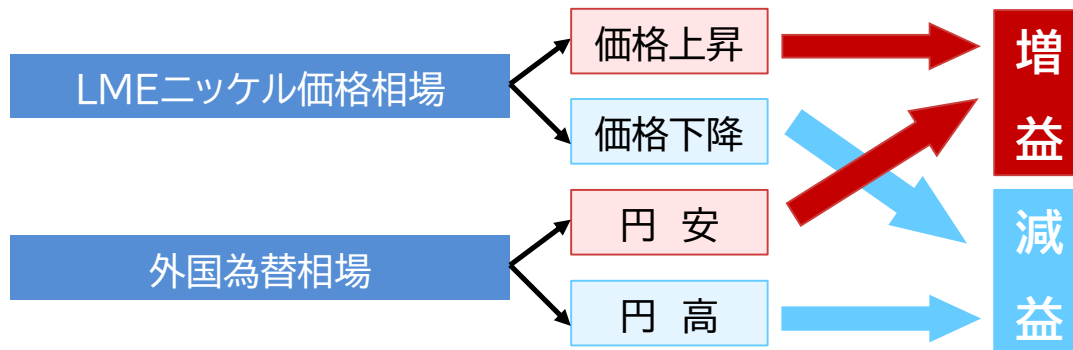 LMEニッケル価格相場
価格上昇
価格下降
外国為替相場
円 安
円 高
増益
減益